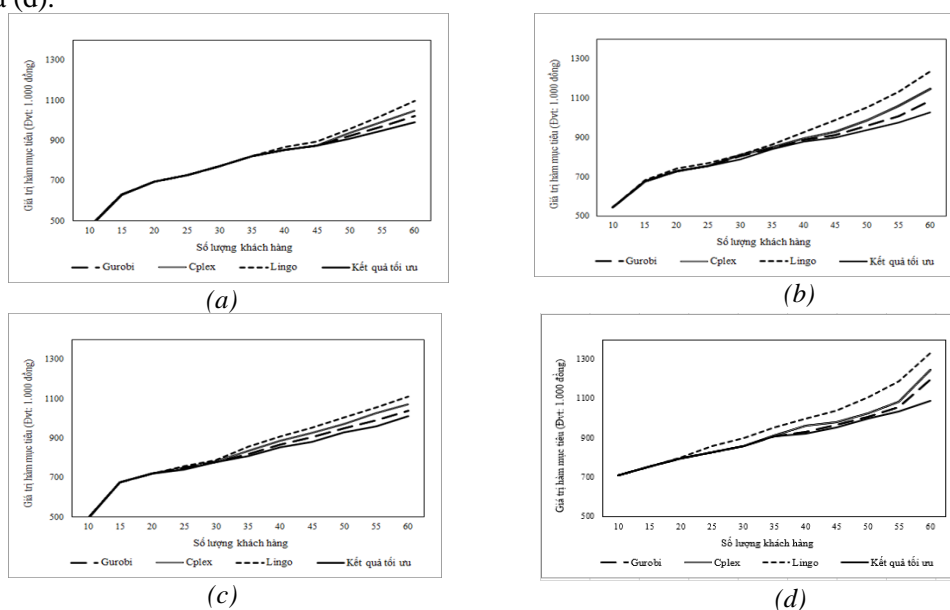 (d).
1300
1100
900
700
500
Giá trị hàm mục tiêu (Đvt: 1.000 đồng)
10 15 20 25 30 35 40 45 50 55 60
Số lượng khách hàng
Gurobi Cplex Lingo Kết quả tối ưu
(a)
1300
1100
900
700
500
Giá trị hàm mục tiêu (Đvt: 1.000 đồng)
10 15 20 25 30 35 40 45 50 55 60
Số lượng khách hàng
Gurobi Cplex Lingo Kết quả tối ưu
(b)
1300
1100
900
700
500
Giá trị hàm mục tiêu (Đvt: 1.000 đồng)
10 15 20 25 30 35 40 45 50 55 60
Số lượng khách hàng
Gurobi Cplex Lingo Kết quả tối ưu
(c)
1300
1100
900
700
500
Giá trị hàm mục tiêu (Đvt: 1.000 đồng)
10 15 20 25 30 35 40 45 50 55 60
Số lượng khách hàng
Gurobi Cplex Lingo Kết quả tối ưu
(d)